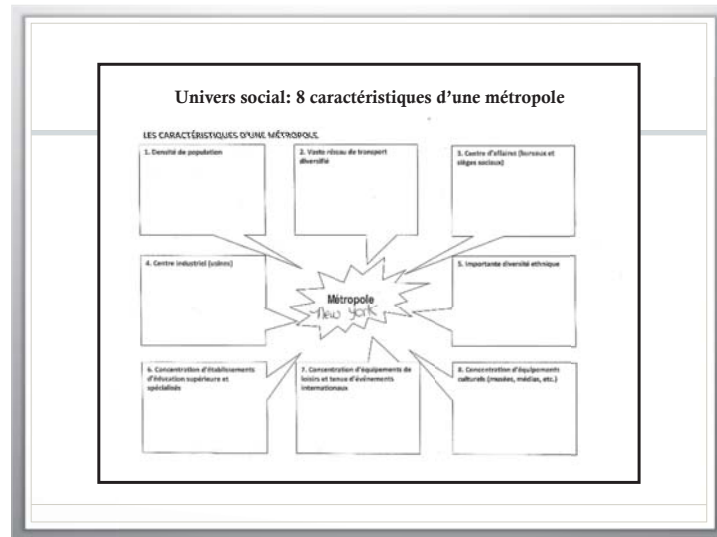 Univers social: 8 caractéristiques d'une métropole
LES CARACTÉRISTIQUES D'UNE MÉTROPOLE
1. Densité de population
2. Vaste réseau de transport
diversifié
3. Centre d'affaires (bureaux et
sièges sociaux)
4. Centre industriel (usines)
Métropole
New York
5. Importante diversité ethnique
6. Concentration d'établissements
d'éducation supérieure et
spécialisés
7. Concentration d'équipements de
loisirs et tenue d'événements
internationaux
8. Concentration d'équipements
culturels (musées, médias, etc.)